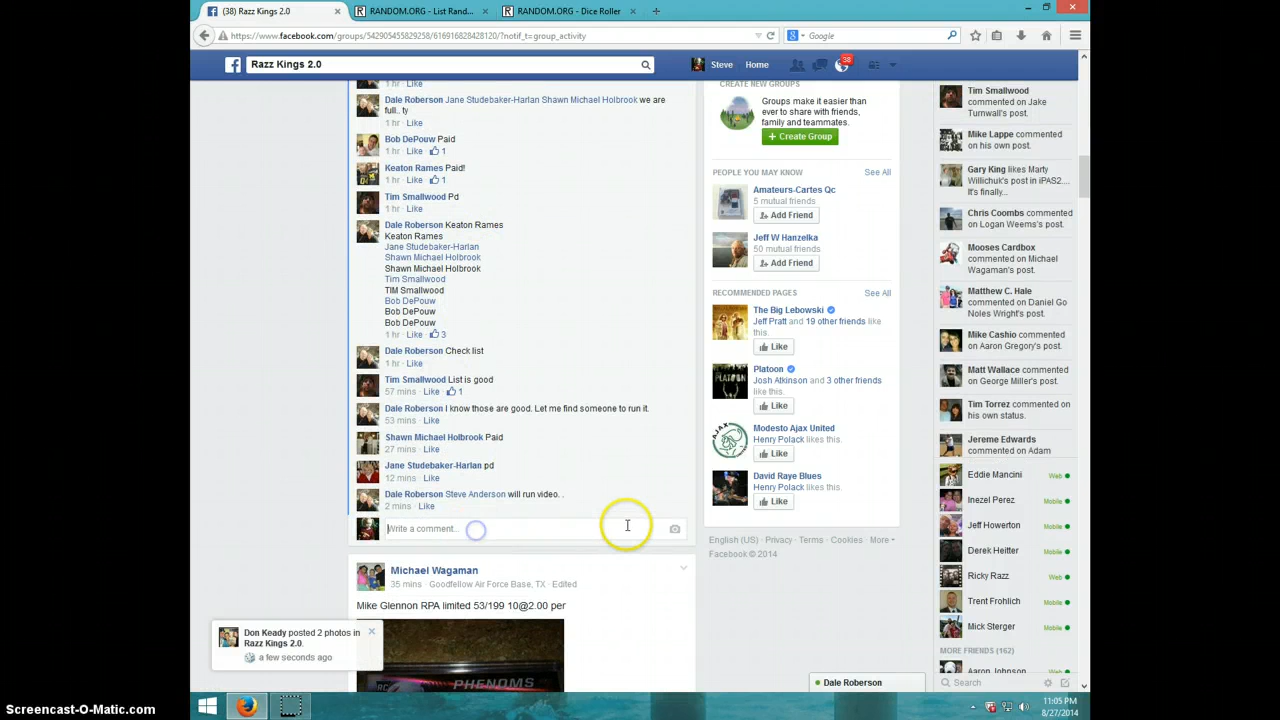 (38) Razz Kings 2.0
RANDOM.ORG - List Rand...
RANDOM.ORG - Dice Roller
https://www.facebook.com/groups/542905455829258/616916828428120/?notif_t=group_activity
Google
Razz Kings 2.0
Steve Home
38
1 hr · Like
Dale Roberson Jane Studebaker-Harlan Shawn Michael Holbrook we are
full.. ty
1 hr · Like
Bob DePouw Paid
1 hr · Like · 1
Keaton Rames Paid!
1 hr · Like · 1
Tim Smallwood Pd
1 hr · Like
Dale Roberson Keaton Rames
Keaton Rames
Jane Studebaker-Harlan
Shawn Michael Holbrook
Shawn Michael Holbrook
Tim Smallwood
TIM Smallwood
Bob DePouw
Bob DePouw
Bob DePouw
1 hr · Like · 3
Dale Roberson Check list
1 hr · Like
Tim Smallwood List is good
57 mins · Like · 1
Dale Roberson I know those are good. Let me find someone to run it.
53 mins · Like
Shawn Michael Holbrook Paid
27 mins · Like
Jane Studebaker-Harlan pd
12 mins · Like
Dale Roberson Steve Anderson will run video. .
2 mins · Like
Write a comment...
Michael Wagaman
35 mins · Goodfellow Air Force Base, TX · Edited
Mike Glennon RPA limited 53/199 10@2.00 per
PHENOMS
Don Keady posted 2 photos in
Razz Kings 2.0.
a few seconds ago
CREATE NEW GROUPS
Groups make it easier than
ever to share with friends,
family and teammates.
+ Create Group
PEOPLE YOU MAY KNOW See All
Amateurs-Cartes Qc
5 mutual friends
Add Friend
Jeff W Hanzelka
50 mutual friends
Add Friend
RECOMMENDED PAGES See All
The Big Lebowski
Jeff Pratt and 19 other friends like
this.
Like
Platoon
Josh Atkinson and 3 other friends
like this.
Like
Modesto Ajax United
Henry Polack likes this.
Like
David Raye Blues
Henry Polack likes this.
Like
English (US) · Privacy · Terms · Cookies · More
Facebook © 2014
Dale Roberson
Tim Smallwood
commented on Jake
Turnwall's post.
Mike Lappe commented
on his own post.
Gary King likes Marty
Willichuk's post in iPAS2....
It's finally...
Chris Coombs commented
on Logan Weems's post.
Mooses Cardbox
commented on Michael
Wagaman's post.
Matthew C. Hale
commented on Daniel Go
Noles Wright's post.
Mike Cashio commented
on Aaron Gregory's post.
Matt Wallace commented
on George Miller's post.
Tim Torrez commented on
his own status.
Jereme Edwards
commented on Adam
Eddie Mancini Web
Inezel Perez Mobile
Jeff Howerton Mobile
Derek Heitter Mobile
Ricky Razz Web
Trent Frohlich Mobile
Mick Sterger Mobile
MORE FRIENDS (162)
Aaron Johnson
Search
11:05 PM
8/27/2014
Screencast-O-Matic.com